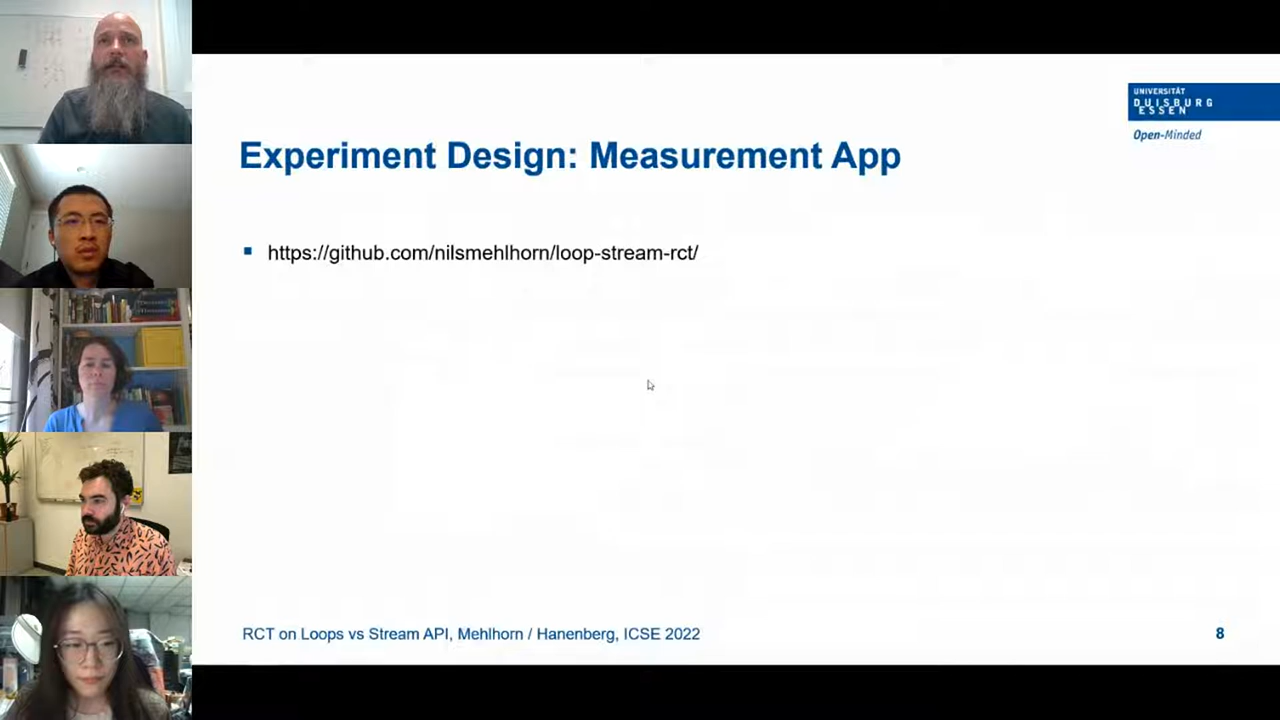 UNIVERSITÄT
DUISBURG
ESSEN
Open-Minded
Experiment Design: Measurement App
https://github.com/nilsmehlhorn/loop-stream-rct/
RCT on Loops vs Stream API, Mehlhorn / Hanenberg, ICSE 2022
8